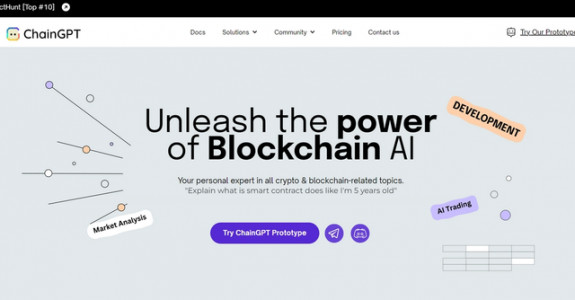 ctHunt [Top #10]
ChainGPT
Docs
Solutions
Community
Pricing
Contact us
Try Our Prototype
Unleash the power
of Blockchain AI
DEVELOPMENT
Your personal expert in all crypto & blockchain-related topics.
"Explain what is smart contract does like I'm 5 years old"
AI Trading
Market Analysis
Try ChainGPT Prototype